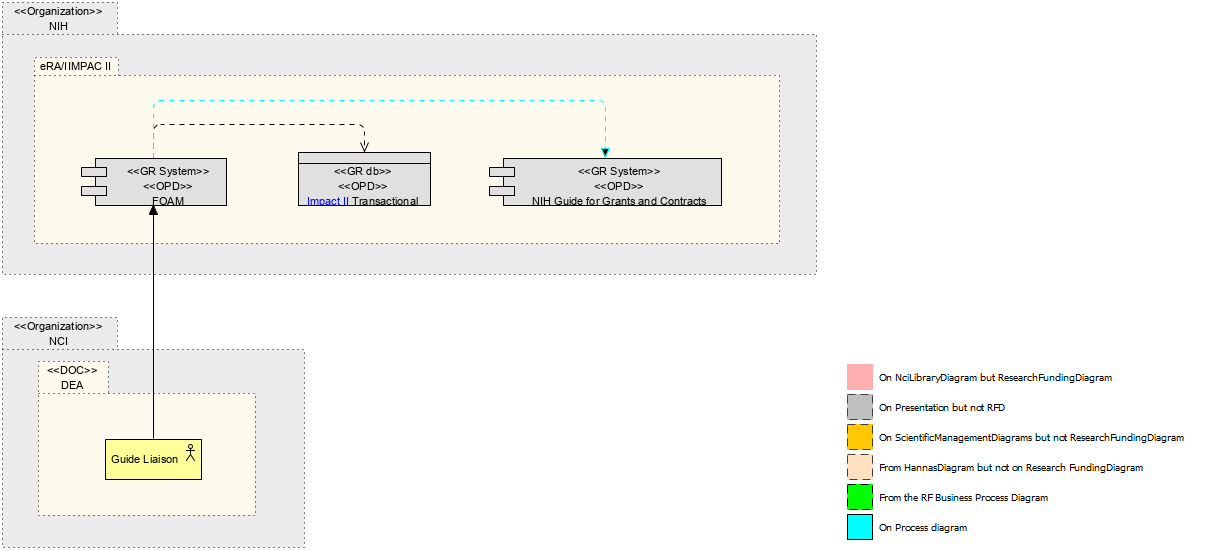 <<Organization>>
NIH
eRA/IIMPAC II
<<GR System>>
<<OPD>>
FOAM
<<GR db>>
<<OPD>>
Impact II Transactional
<<GR System>>
<<OPD>>
NIH Guide for Grants and Contracts
<<Organization>>
NCI
<<DOC>>
DEA
Guide Liaison
On NciLibraryDiagram but ResearchFundingDiagram
On Presentation but not RFD
On ScientificManagementDiagrams but not ResearchFundingDiagram
From HannasDiagram but not on Research FundingDiagram
From the RF Business Process Diagram
On Process diagram